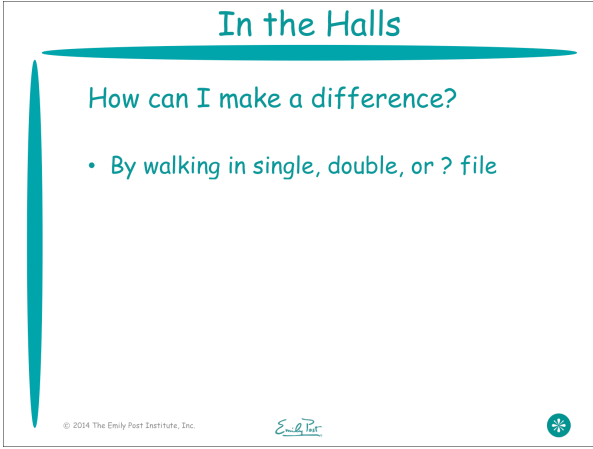 In the Halls
How can I make a difference?
• By walking in single, double, or ? file
© 2014 The Emily Post Institute, Inc.
Emily Post